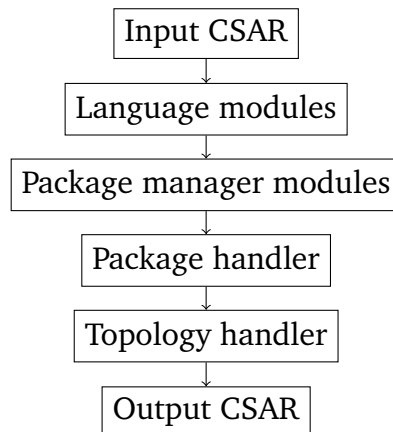 Input CSAR
Language modules
Package manager modules
Package handler
Topology handler
Output CSAR